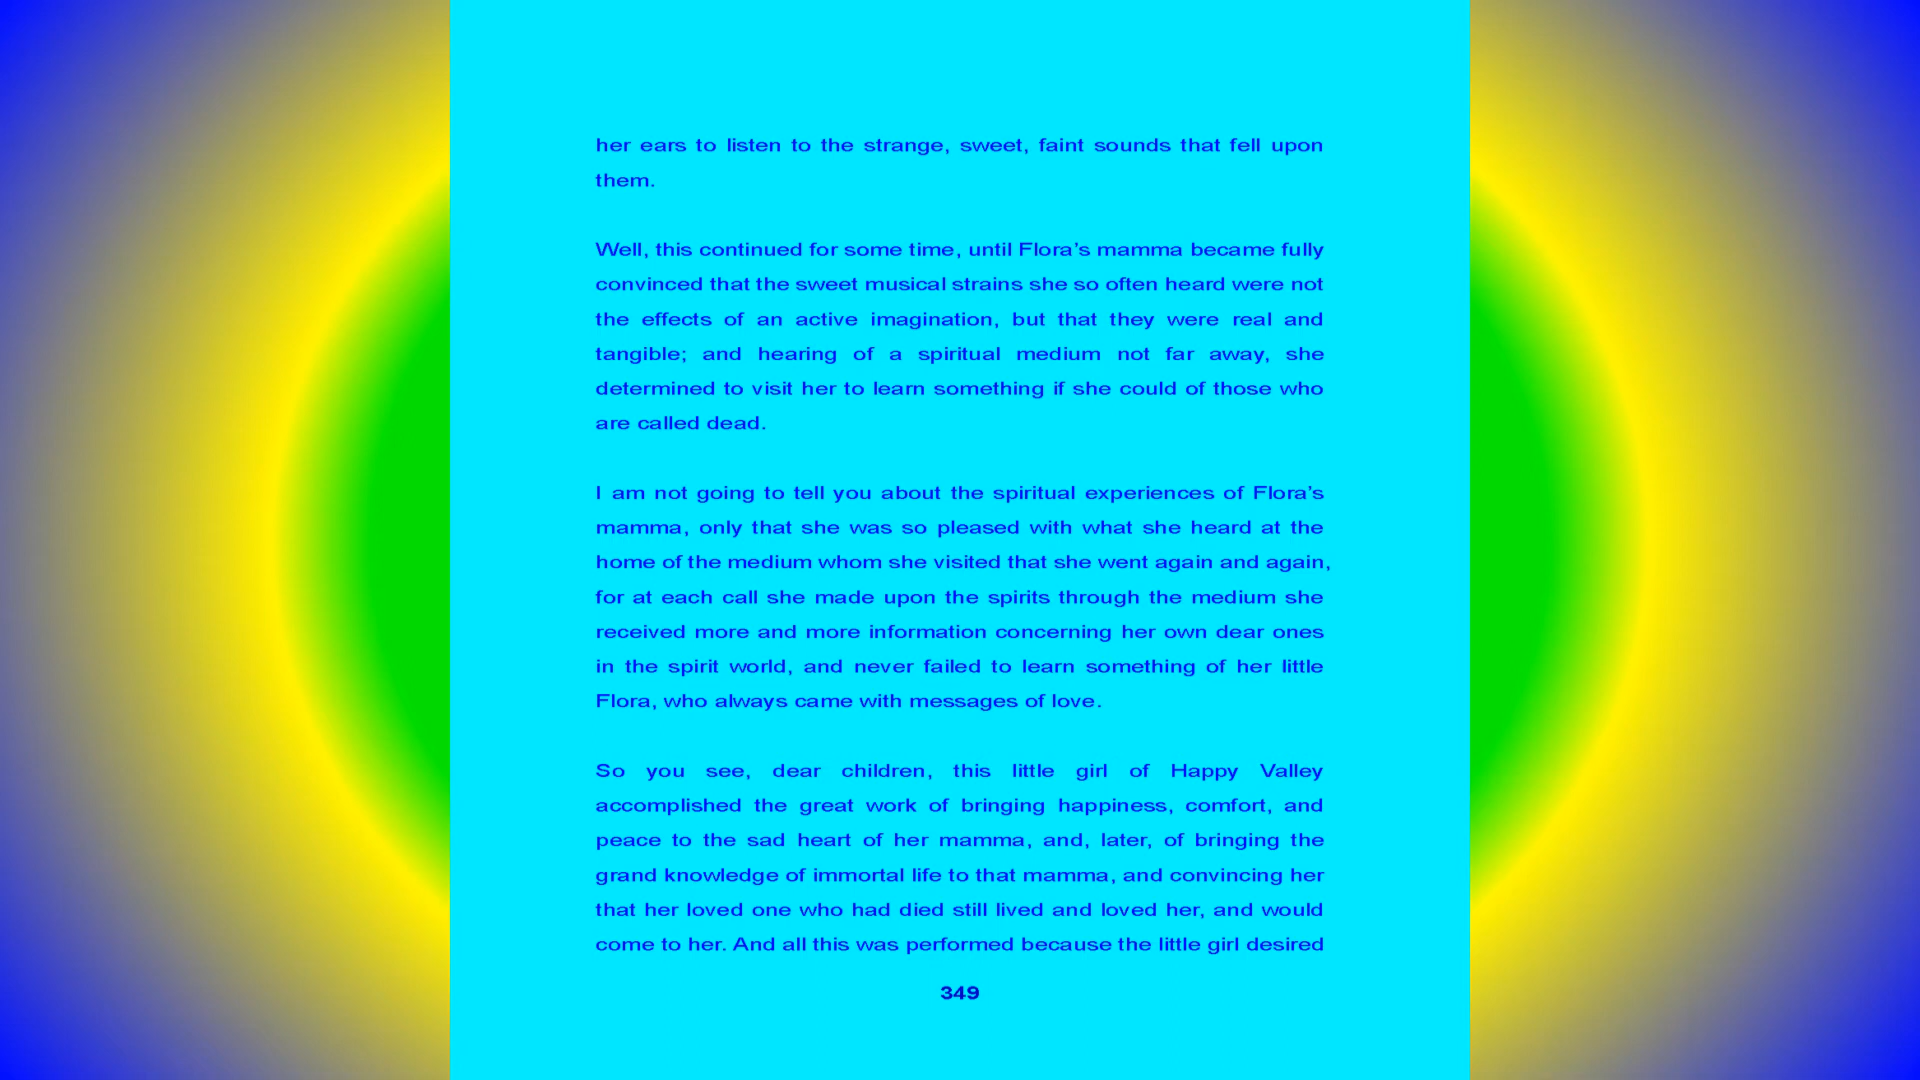 her ears to listen to the strange, sweet, faint sounds that fell upon
them.
Well, this continued for some time, until Flora’s mamma became fully
convinced that the sweet musical strains she so often heard were not
the effects of an active imagination, but that they were real and
tangible; and hearing of a spiritual medium not far away, she
determined to visit her to learn something if she could of those who
are called dead.
I am not going to tell you about the spiritual experiences of Flora’s
mamma, only that she was so pleased with what she heard at the
home of the medium whom she visited that she went again and again,
for at each call she made upon the spirits through the medium she
received more and more information concerning her own dear ones
in the spirit world, and never failed to learn something of her little
Flora, who always came with messages of love.
So you see, dear children, this little girl of Happy Valley
accomplished the great work of bringing happiness, comfort, and
peace to the sad heart of her mamma, and, later, of bringing the
grand knowledge of immortal life to that mamma, and convincing her
that her loved one who had died still lived and loved her, and would
come to her. And all this was performed because the little girl desired
349